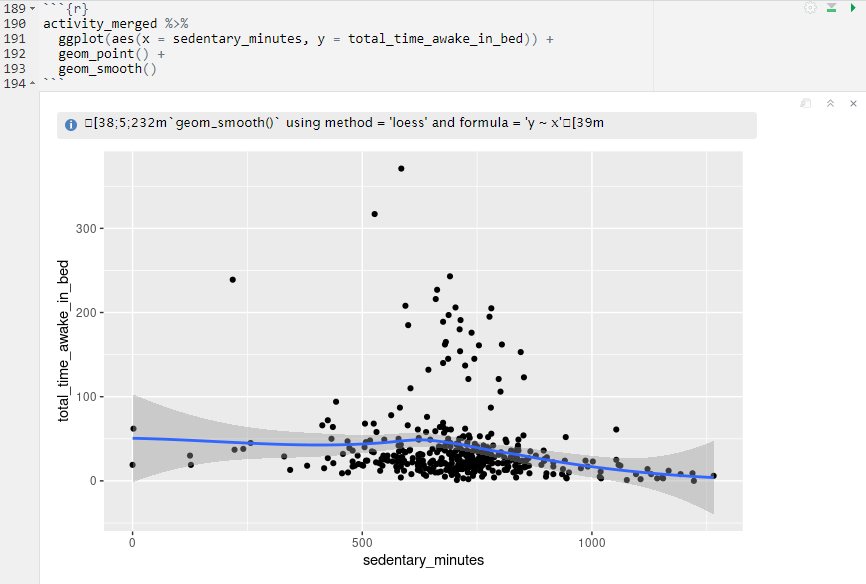 189 ```{r}
190 activity_merged %>%
191 ggplot(aes(x = sedentary_minutes, y = total_time_awake_in_bed)) +
192 geom_point() +
193 geom_smooth()
194 ```
▯[38;5;232m`geom_smooth()` using method = 'loess' and formula = 'y ~ x'▯[39m
300
200
100
0
total_time_awake_in_bed
0 500 1000
sedentary_minutes